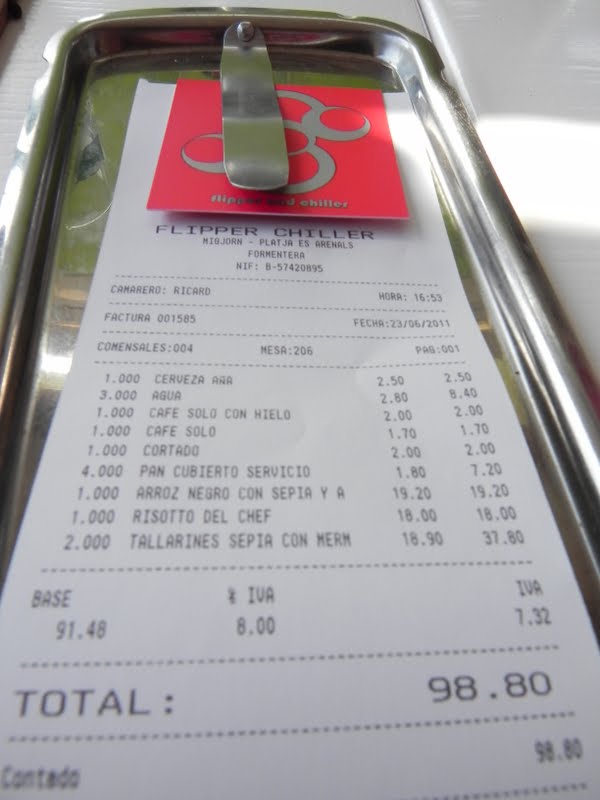 flipper and chiller
FLIPPER CHILLER
MIGJORN - PLATJA ES ARENALS
FORMENTERA
NIF: B-57420895
CAMARERO: RICARD HORA: 16:53
FACTURA 001585 FECHA:23/06/2011
COMENSALES:004 MESA:206 PAG:001
1.000 CERVEZA AÑA 2.50 2.50
3.000 AGUA 2.80 8.40
1.000 CAFE SOLO CON HIELO 2.00 2.00
1.000 CAFE SOLO 1.70 1.70
1.000 CORTADO 2.00 2.00
4.000 PAN CUBIERTO SERVICIO 1.80 7.20
1.000 ARROZ NEGRO CON SEPIA Y A 19.20 19.20
1.000 RISOTTO DEL CHEF 18.00 18.00
2.000 TALLARINES SEPIA CON MERM 18.90 37.80
BASE % IVA IVA
91.48 8.00 7.32
TOTAL: 98.80
Contado 98.80